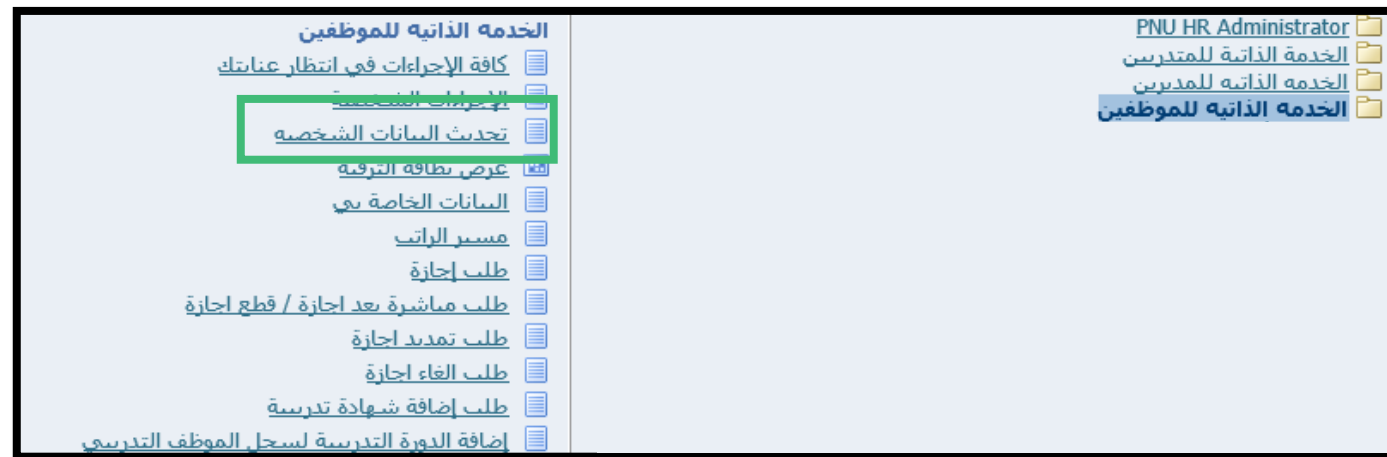 PNU HR Administrator
الخدمة الذاتية للمتدربين
الخدمه الذاتيه للمديرين
الخدمه الذاتيه للموظفين
الخدمه الذاتيه للموظفين
كافة الإجراءات في انتظار عنايتك
الإجراءات الشخصية
تحديث البيانات الشخصيه
عرض بطاقة الترقية
البيانات الخاصة بي
مسير الراتب
طلب إجازة
طلب مباشرة بعد اجازة / قطع اجازة
طلب تمديد اجازة
طلب الغاء اجازة
طلب إضافة شهادة تدريبية
إضافة الدورة التدريبية لسجل الموظف التدريبي